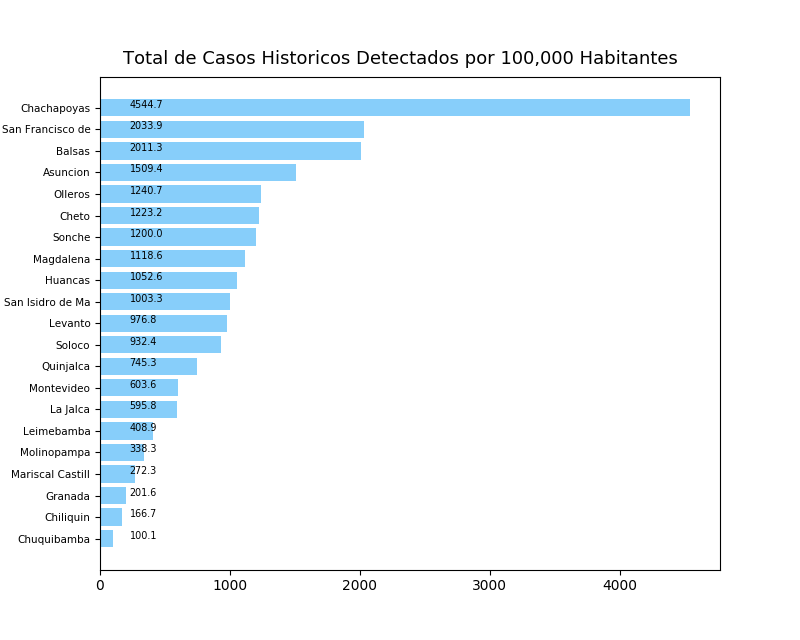 Total de Casos Historicos Detectados por 100,000 Habitantes
Chachapoyas 4544.7
San Francisco de 2033.9
Balsas 2011.3
Asuncion 1509.4
Olleros 1240.7
Cheto 1223.2
Sonche 1200.0
Magdalena 1118.6
Huancas 1052.6
San Isidro de Ma 1003.3
Levanto 976.8
Soloco 932.4
Quinjalca 745.3
Montevideo 603.6
La Jalca 595.8
Leimebamba 408.9
Molinopampa 338.3
Mariscal Castill 272.3
Granada 201.6
Chiliquin 166.7
Chuquibamba 100.1
0 1000 2000 3000 4000